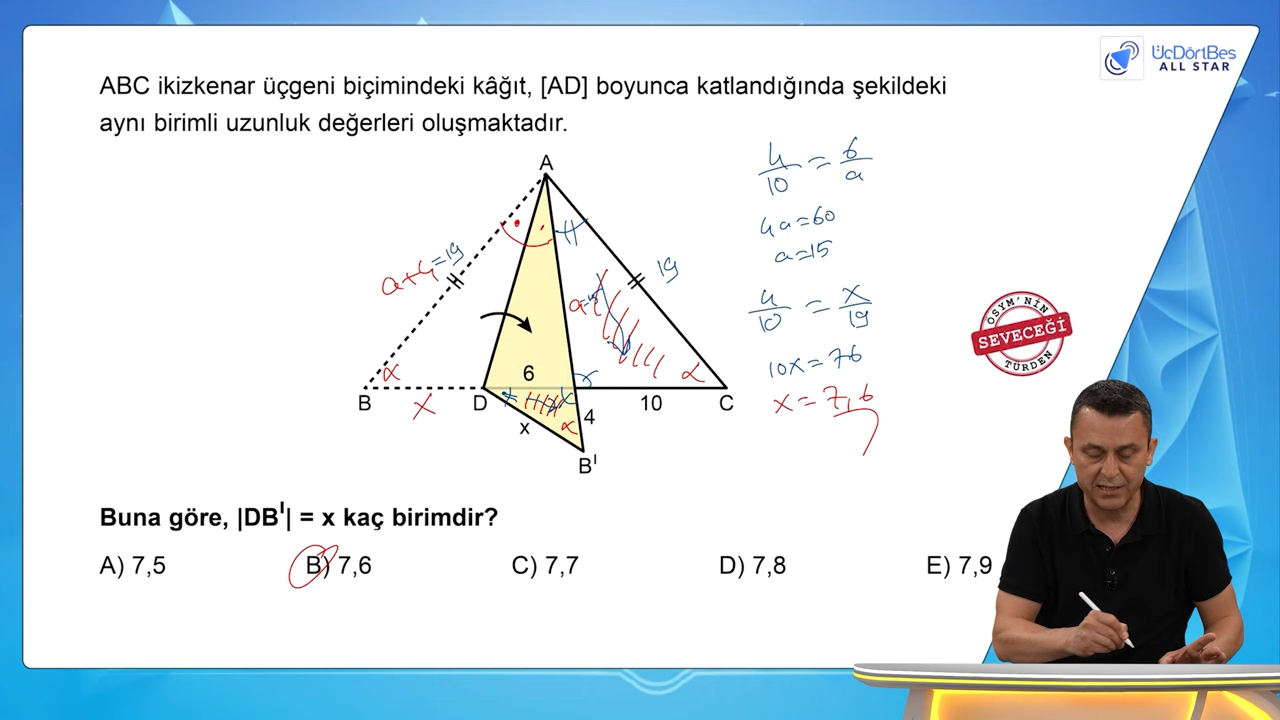 ÜçDörtBeş
ALL STAR
ABC ikizkenar üçgeni biçimindeki kâğıt, [AD] boyunca katlandığında şekildeki
aynı birimli uzunluk değerleri oluşmaktadır.
A
a+4=19
19
a=15
α
α
6
B
X
D
x
4
α
10
C
B'
4/10 = 6/a
4a=60
a=15
4/10 = x/19
10x=76
x=7,6
ÖSYM'NİN
SEVECEĞİ
TÜRDEN
Buna göre, |DB'| = x kaç birimdir?
A) 7,5 B) 7,6 C) 7,7 D) 7,8 E) 7,9